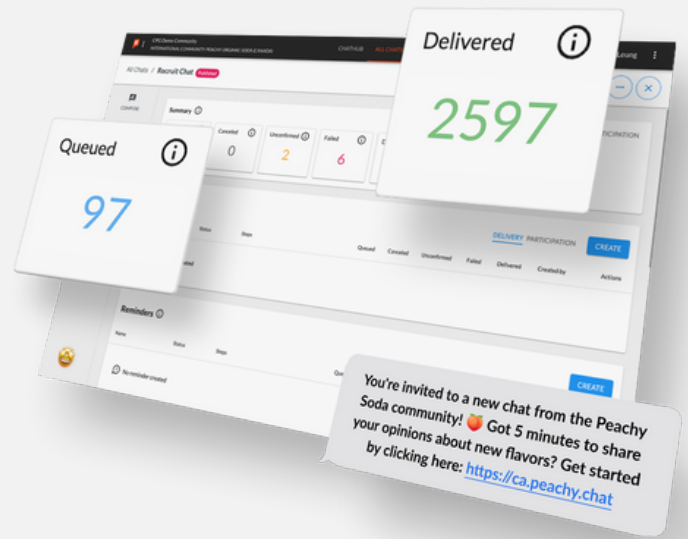 CPG Demo Community
INTERNATIONAL COMMUNITY PEACHY ORGANIC SODA
CHATHUB ALL CHATS
Leung
All Chats / Recruit Chat Published
COMPOSE
Summary
Canceled
0
Unconfirmed
2
Failed
6
Delivered
2597
Queued
97
PARTICIPATION
DELIVERY PARTICIPATION CREATE
Status Steps Queued Canceled Unconfirmed Failed Delivered Created by Actions
Reminders
CREATE
Name Status Steps
No reminder created
You're invited to a new chat from the Peachy
Soda community! 🍑 Got 5 minutes to share
your opinions about new flavors? Get started
by clicking here: https://ca.peachy.chat